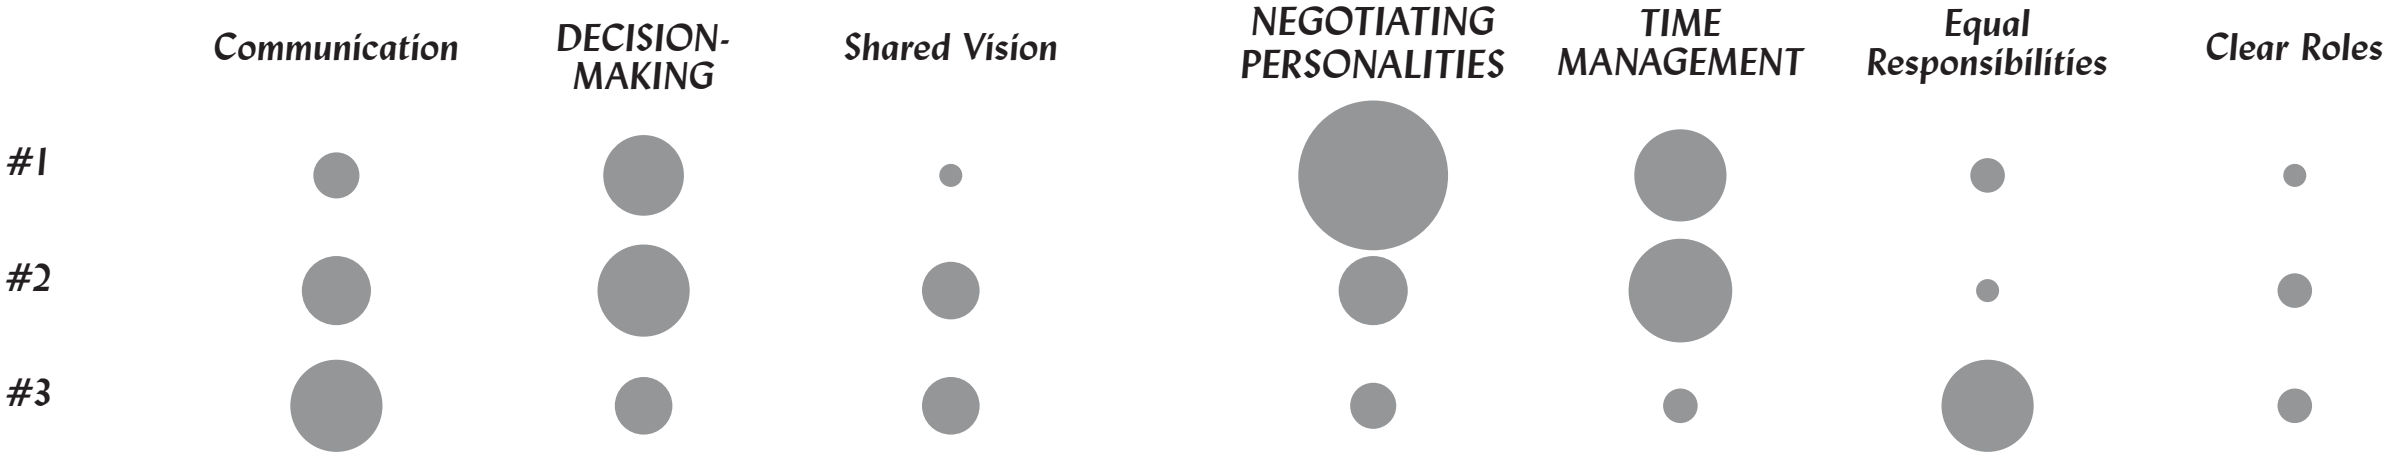 Communication
DECISION-
MAKING
Shared Vision
NEGOTIATING
PERSONALITIES
TIME
MANAGEMENT
Equal
Responsibilities
Clear Roles
#1
#2
#3